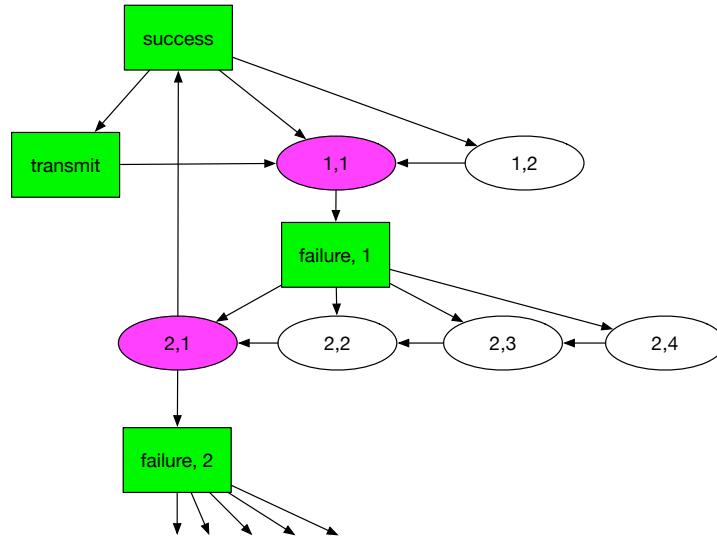 success
transmit
1,1
1,2
failure, 1
2,1
2,2
2,3
2,4
failure, 2